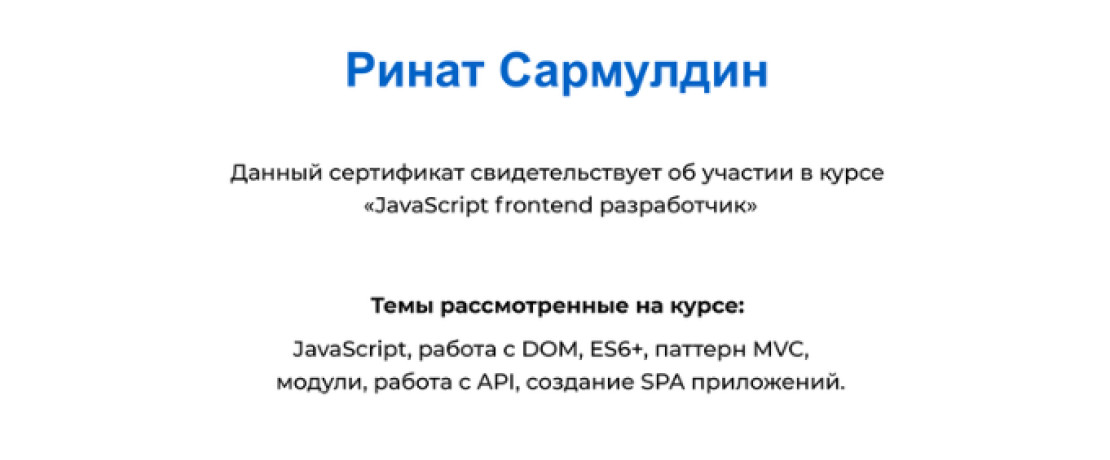 Ринат Сармулдин
Данный сертификат свидетельствует об участии в курсе
«JavaScript frontend разработчик»
Темы рассмотренные на курсе:
JavaScript, работа с DOM, ES6+, паттерн MVC,
модули, работа с API, создание SPA приложений.